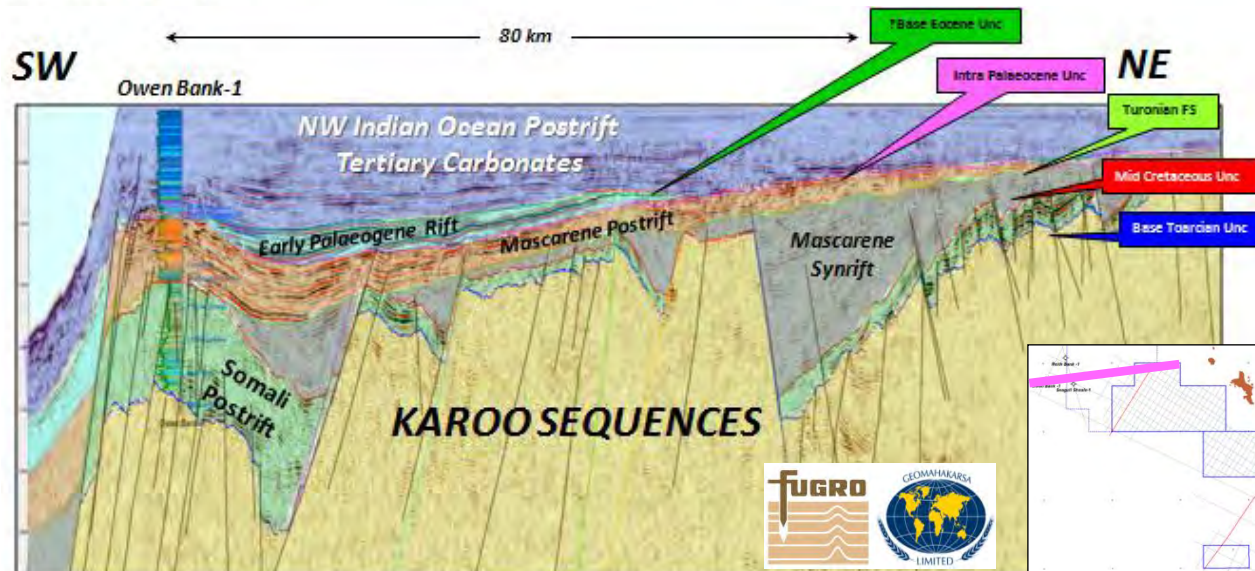 80 km
?Base Eocene Unc
SW
NE
Intra Palaeocene Unc
Owen Bank-1
Turonian FS
NW Indian Ocean Postrift
Tertiary Carbonates
Mid Cretaceous Unc
Base Toarcian Unc
Early Palaeogene Rift
Mascarene Postrift
Mascarene
Synrift
Somali
Postrift
KAROO SEQUENCES
FUGRO
GEOMAHAKARSA
LIMITED